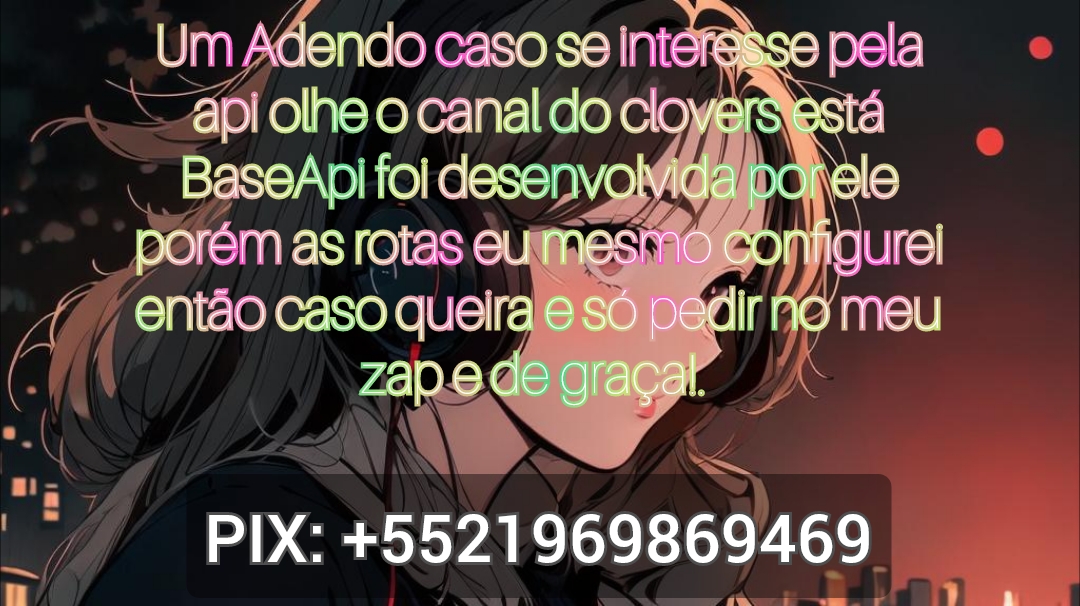 Um Adendo caso se interesse pela
api olhe o canal do clovers está
BaseApi foi desenvolvida por ele
porém as rotas eu mesmo configurei
então caso queira e só pedir no meu
zap e de graça!.
PIX: +5521969869469